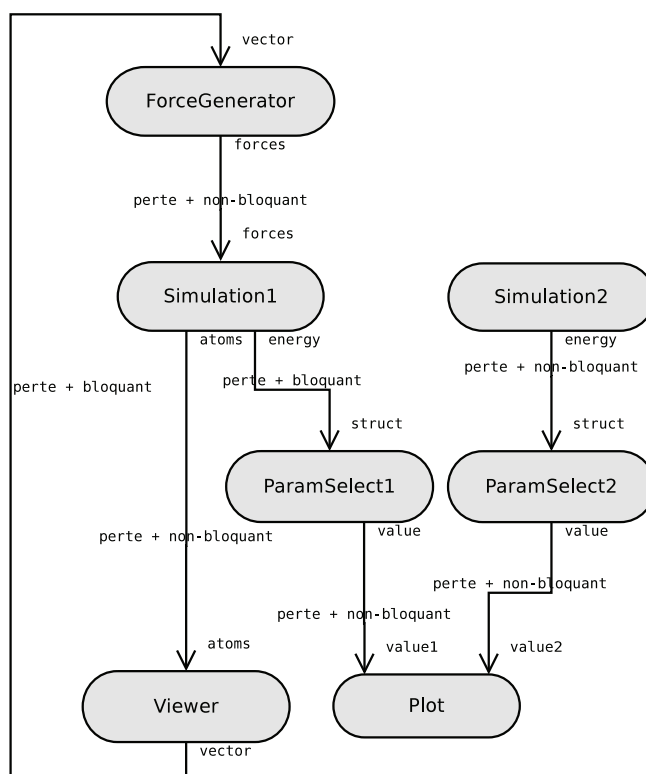 vector
ForceGenerator
forces
perte + non-bloquant
forces
Simulation1
Simulation2
atoms
energy
energy
perte + non-bloquant
perte + bloquant
perte + bloquant
struct
struct
ParamSelect1
ParamSelect2
value
value
perte + non-bloquant
perte + non-bloquant
perte + non-bloquant
atoms
value1
value2
Viewer
Plot
vector